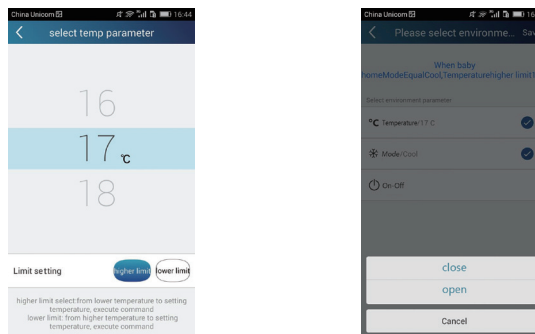 China Unicom 16:44
select temp parameter
16
17 °C
18
Limit setting higher limit lower limit
higher limit select:from lower temperature to setting
temperature, execute command
lower limit: from higher temperature to setting
temperature, execute command
China Unicom 16
Please select environme... Sav
When baby
homeModeEqualCool,Temperaturehigher limit1
Select environment parameter
°C Temperature/17 C
Mode/Cool
On-Off
close
open
Cancel